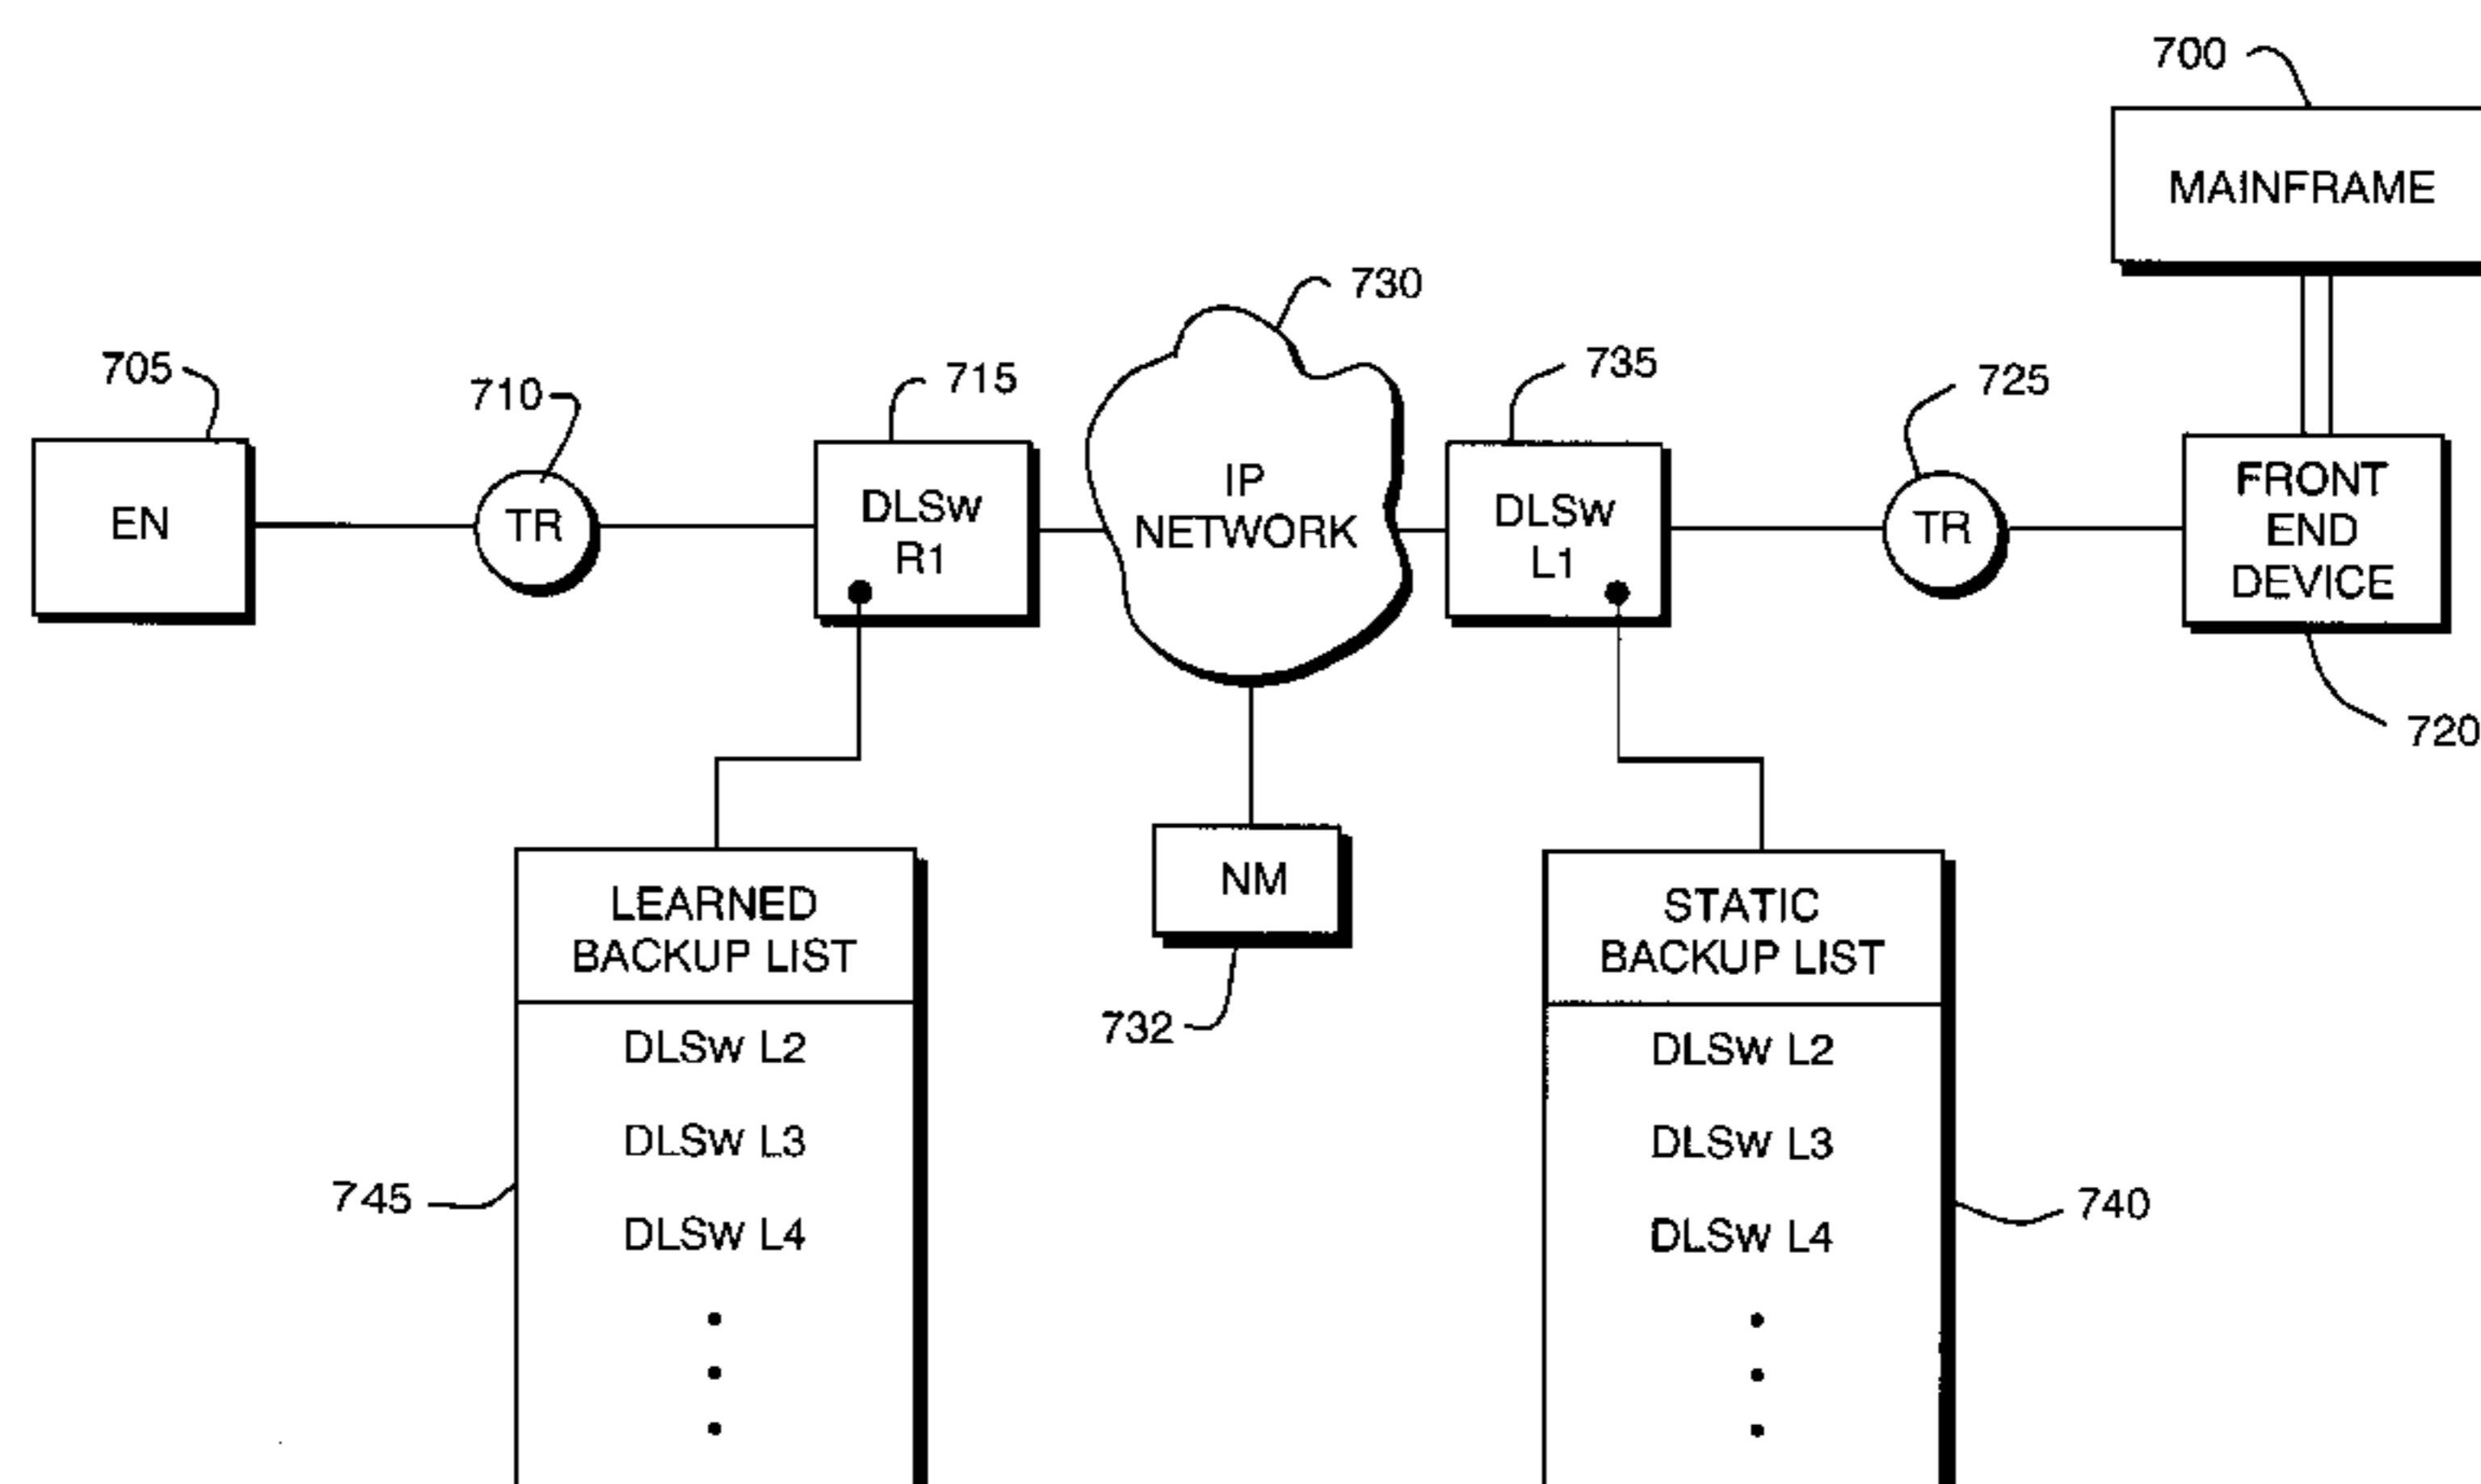 700
MAINFRAME
730
735
705
715
725
710
EN
TR
DLSw
R1
IP
NETWORK
DLSw
L1
TR
FRONT
END
DEVICE
720
NM
732
LEARNED
BACKUP LIST
DLSw L2
DLSw L3
DLSw L4
745
STATIC
BACKUP LIST
DLSw L2
DLSw L3
DLSw L4
740